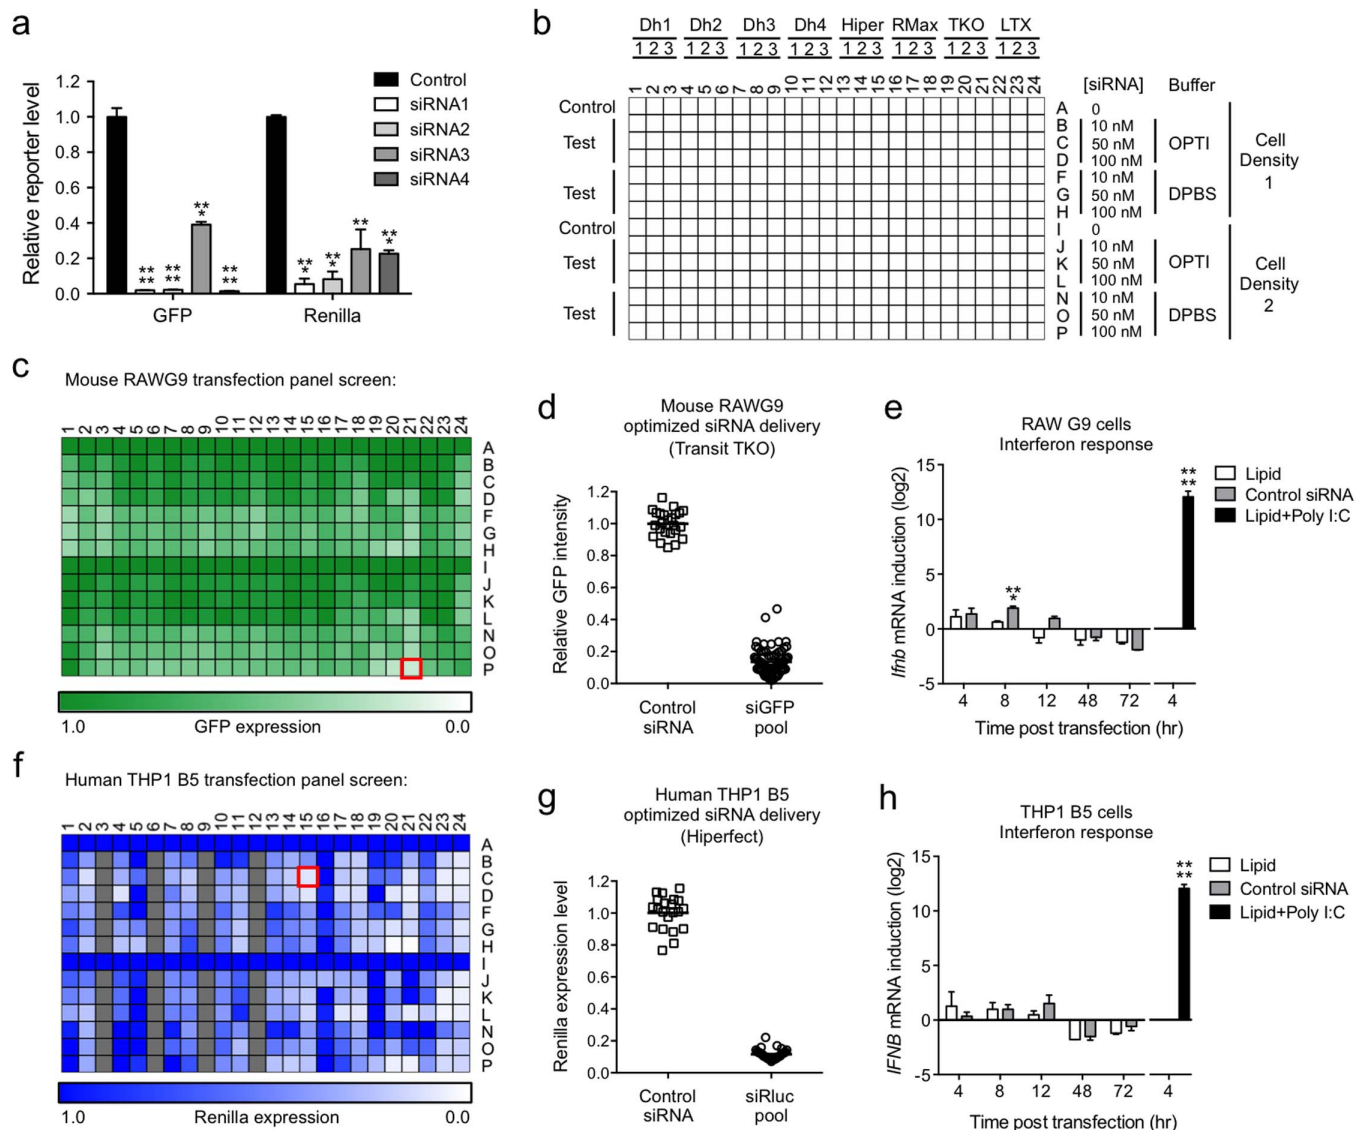 a
Relative reporter level
1.2
1.0
0.8
0.6
0.4
0.2
0.0
Control
siRNA1
siRNA2
siRNA3
siRNA4
** **
** **
** *
** **
** *
** *
**
** *
GFP
Renilla
b
Dh1 Dh2 Dh3 Dh4 Hiper RMax TKO LTX
1 2 3 1 2 3 1 2 3 1 2 3 1 2 3 1 2 3 1 2 3 1 2 3
1 2 3 4 5 6 7 8 9 10 11 12 13 14 15 16 17 18 19 20 21 22 23 24
[siRNA] Buffer
Control A 0
B 10 nM
Test C 50 nM OPTI
D 100 nM
F 10 nM
Test G 50 nM DPBS
H 100 nM
Cell Density 1
Control I 0
J 10 nM
Test K 50 nM OPTI
L 100 nM
N 10 nM
Test O 50 nM DPBS
P 100 nM
Cell Density 2
c
Mouse RAWG9 transfection panel screen:
1 2 3 4 5 6 7 8 9 10 11 12 13 14 15 16 17 18 19 20 21 22 23 24
A
B
C
D
F
G
H
I
J
K
L
N
O
P
1.0 0.0
GFP expression
d
Mouse RAWG9
optimized siRNA delivery
(Transit TKO)
Relative GFP intensity
1.2
1.0
0.8
0.6
0.4
0.2
0.0
Control siRNA
siGFP pool
e
RAW G9 cells
Interferon response
Ifnb mRNA induction (log2)
15
10
5
0
-5
** *
** **
Lipid
Control siRNA
Lipid+Poly I:C
4 8 12 48 72 4
Time post transfection (hr)
f
Human THP1 B5 transfection panel screen:
1 2 3 4 5 6 7 8 9 10 11 12 13 14 15 16 17 18 19 20 21 22 23 24
A
B
C
D
F
G
H
I
J
K
L
N
O
P
1.0 0.0
Renilla expression
g
Human THP1 B5
optimized siRNA delivery
(Hiperfect)
Renilla expression level
1.2
1.0
0.8
0.6
0.4
0.2
0.0
Control siRNA
siRluc pool
h
THP1 B5 cells
Interferon response
IFNB mRNA induction (log2)
15
10
5
0
-5
** **
Lipid
Control siRNA
Lipid+Poly I:C
4 8 12 48 72 4
Time post transfection (hr)